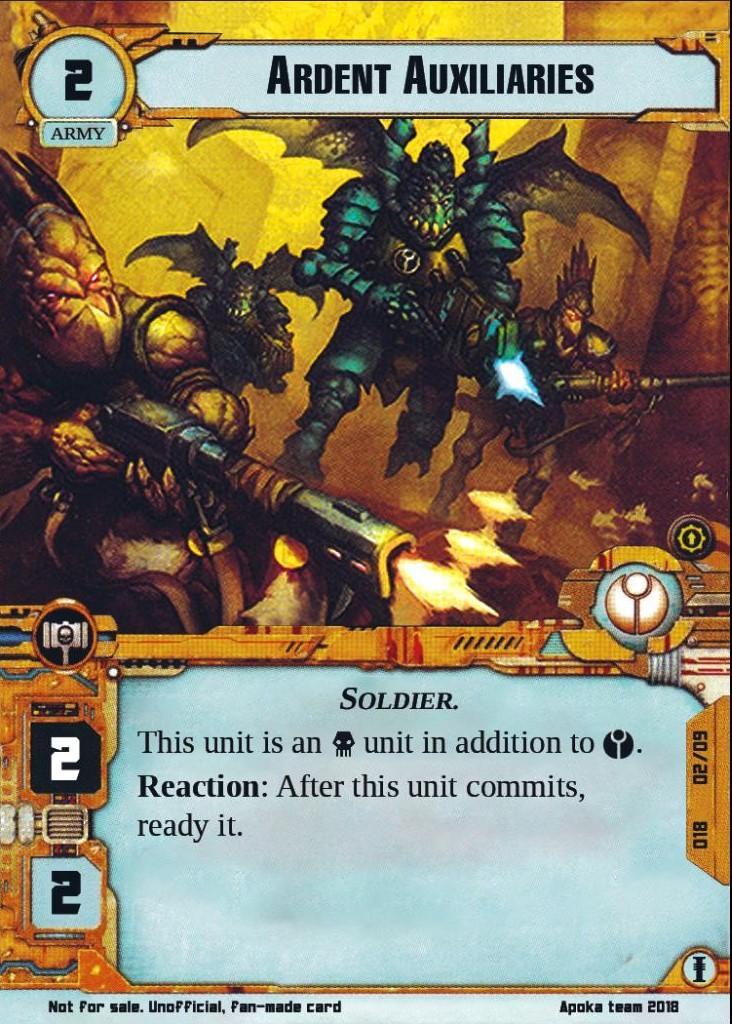 2
ARDENT AUXILIARIES
ARMY
SOLDIER.
This unit is an unit in addition to .
Reaction: After this unit commits,
ready it.
2
2
02/09
018
Not for sale. Unofficial, fan-made card
Apoka team 2018